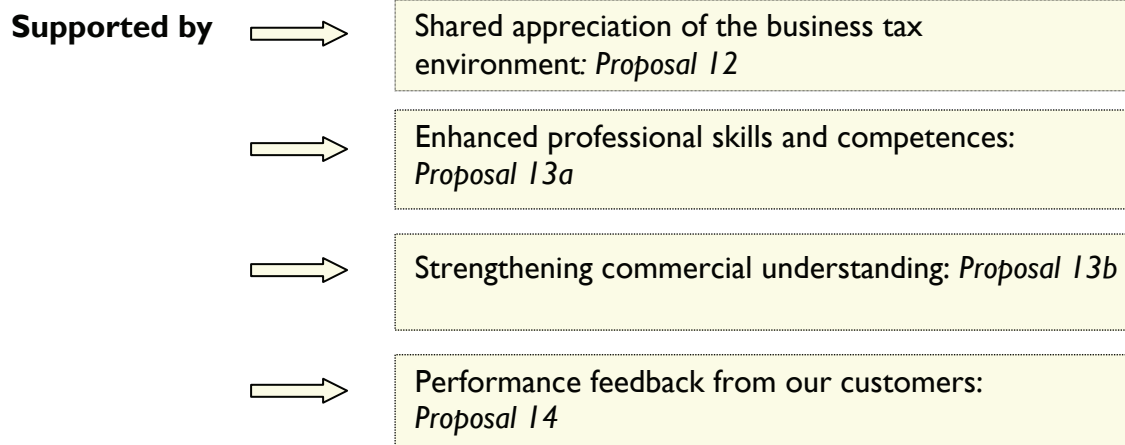 Supported by
Shared appreciation of the business tax
environment: Proposal 12
Enhanced professional skills and competences:
Proposal 13a
Strengthening commercial understanding: Proposal 13b
Performance feedback from our customers:
Proposal 14